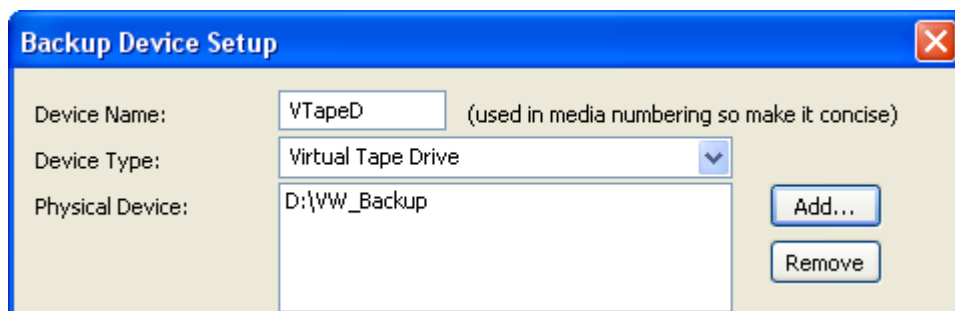 Backup Device Setup
Device Name: VTapeD (used in media numbering so make it concise)
Device Type: Virtual Tape Drive
Physical Device: D:\VW_Backup Add...
Remove